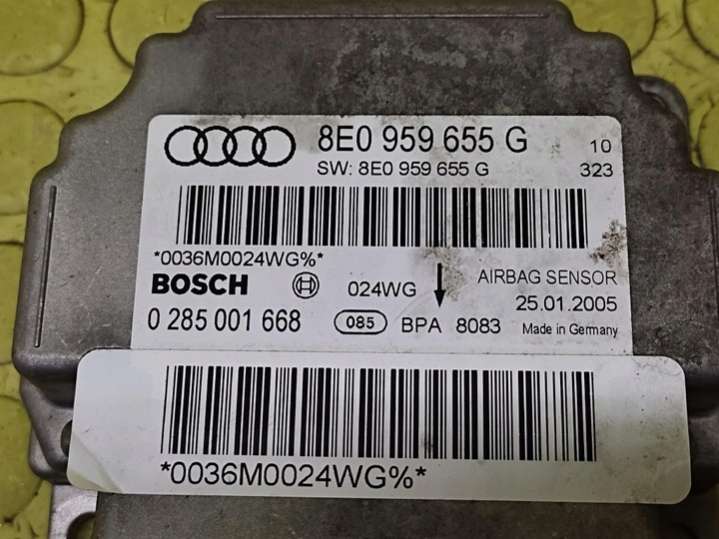 8E0 959 655 G 10
SW: 8E0 959 655 G 323
*0036M0024WG%*
BOSCH 024WG AIRBAG SENSOR
25.01.2005
0 285 001 668 085 BPA 8083 Made in Germany
*0036M0024WG%*